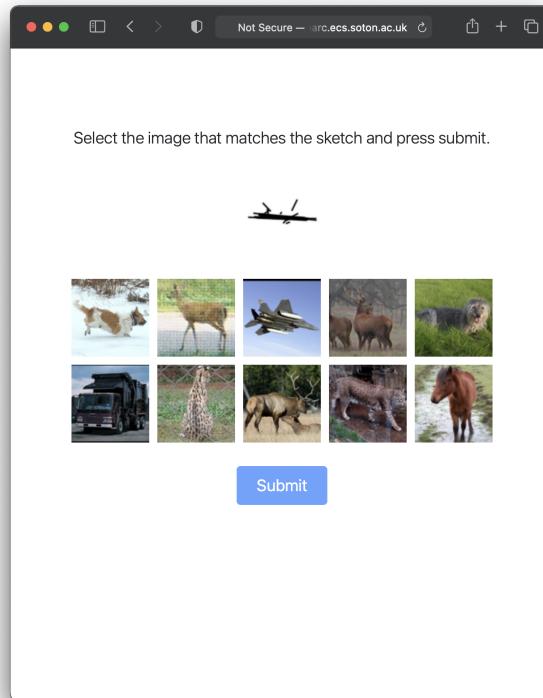 Not Secure — arc.ecs.soton.ac.uk
Select the image that matches the sketch and press submit.
Submit